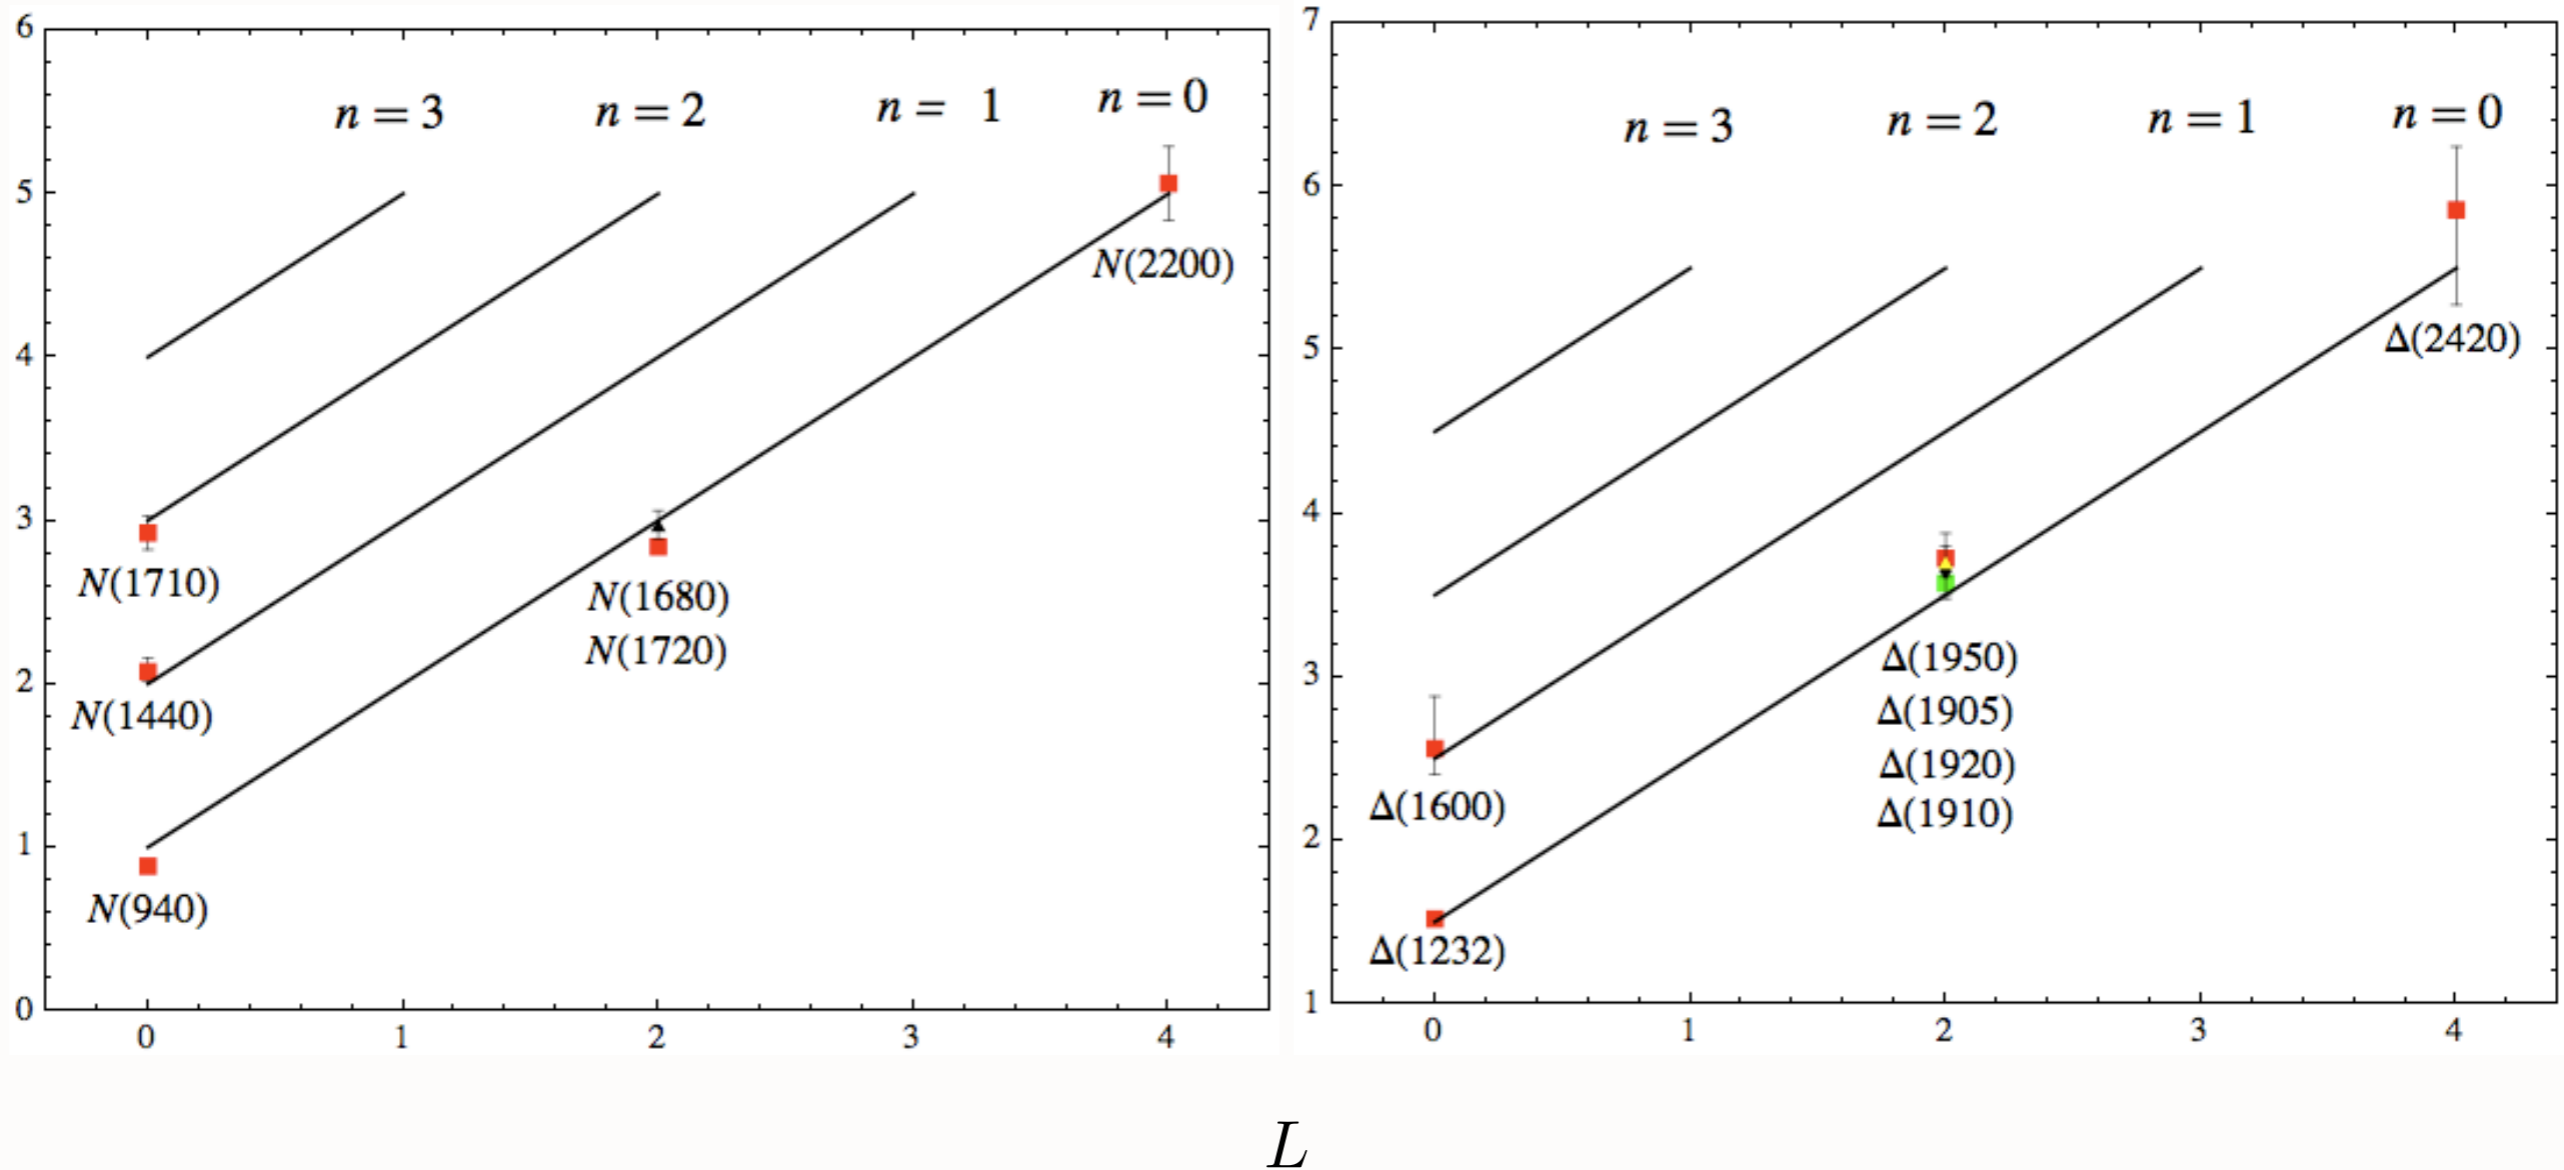 6
5
4
3
2
1
0
n = 3
n = 2
n = 1
n = 0
N(2200)
N(1710)
N(1680)
N(1720)
N(1440)
N(940)
0 1 2 3 4
7
6
5
4
3
2
1
n = 3
n = 2
n = 1
n = 0
Δ(2420)
Δ(1950)
Δ(1905)
Δ(1920)
Δ(1910)
Δ(1600)
Δ(1232)
0 1 2 3 4
L